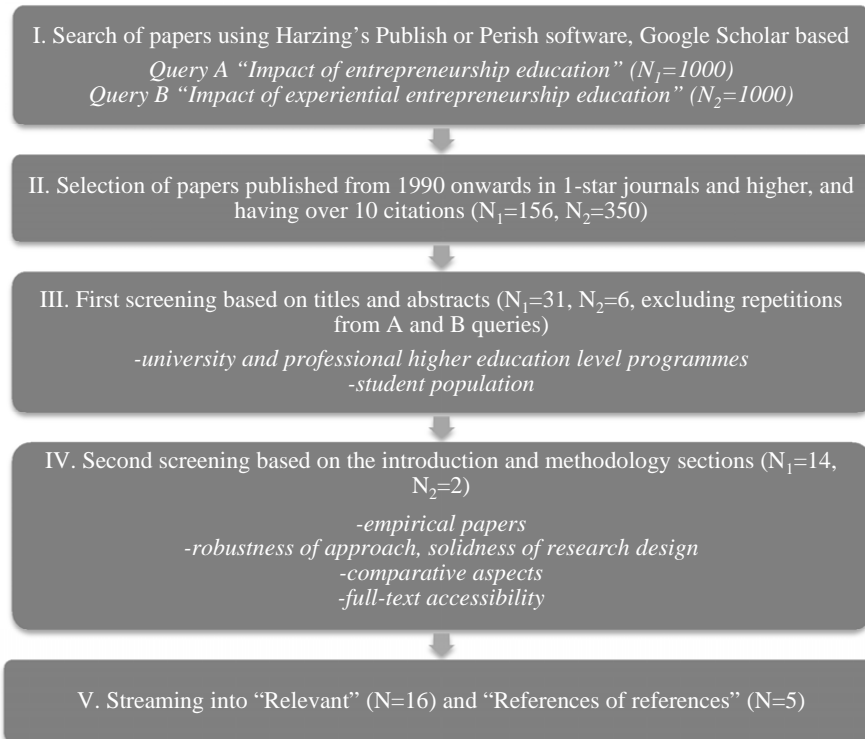 I. Search of papers using Harzing's Publish or Perish software, Google Scholar based
Query A “Impact of entrepreneurship education” (N1=1000)
Query B “Impact of experiential entrepreneurship education” (N2=1000)
II. Selection of papers published from 1990 onwards in 1-star journals and higher, and
having over 10 citations (N1=156, N2=350)
III. First screening based on titles and abstracts (N1=31, N2=6, excluding repetitions
from A and B queries)
-university and professional higher education level programmes
-student population
IV. Second screening based on the introduction and methodology sections (N1=14,
N2=2)
-empirical papers
-robustness of approach, solidness of research design
-comparative aspects
-full-text accessibility
V. Streaming into “Relevant” (N=16) and “References of references” (N=5)